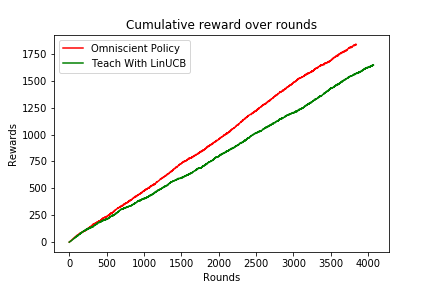 Cumulative reward over rounds
Omniscient Policy
Teach With LinUCB
Rewards
1750
1500
1250
1000
750
500
250
0
0 500 1000 1500 2000 2500 3000 3500 4000
Rounds